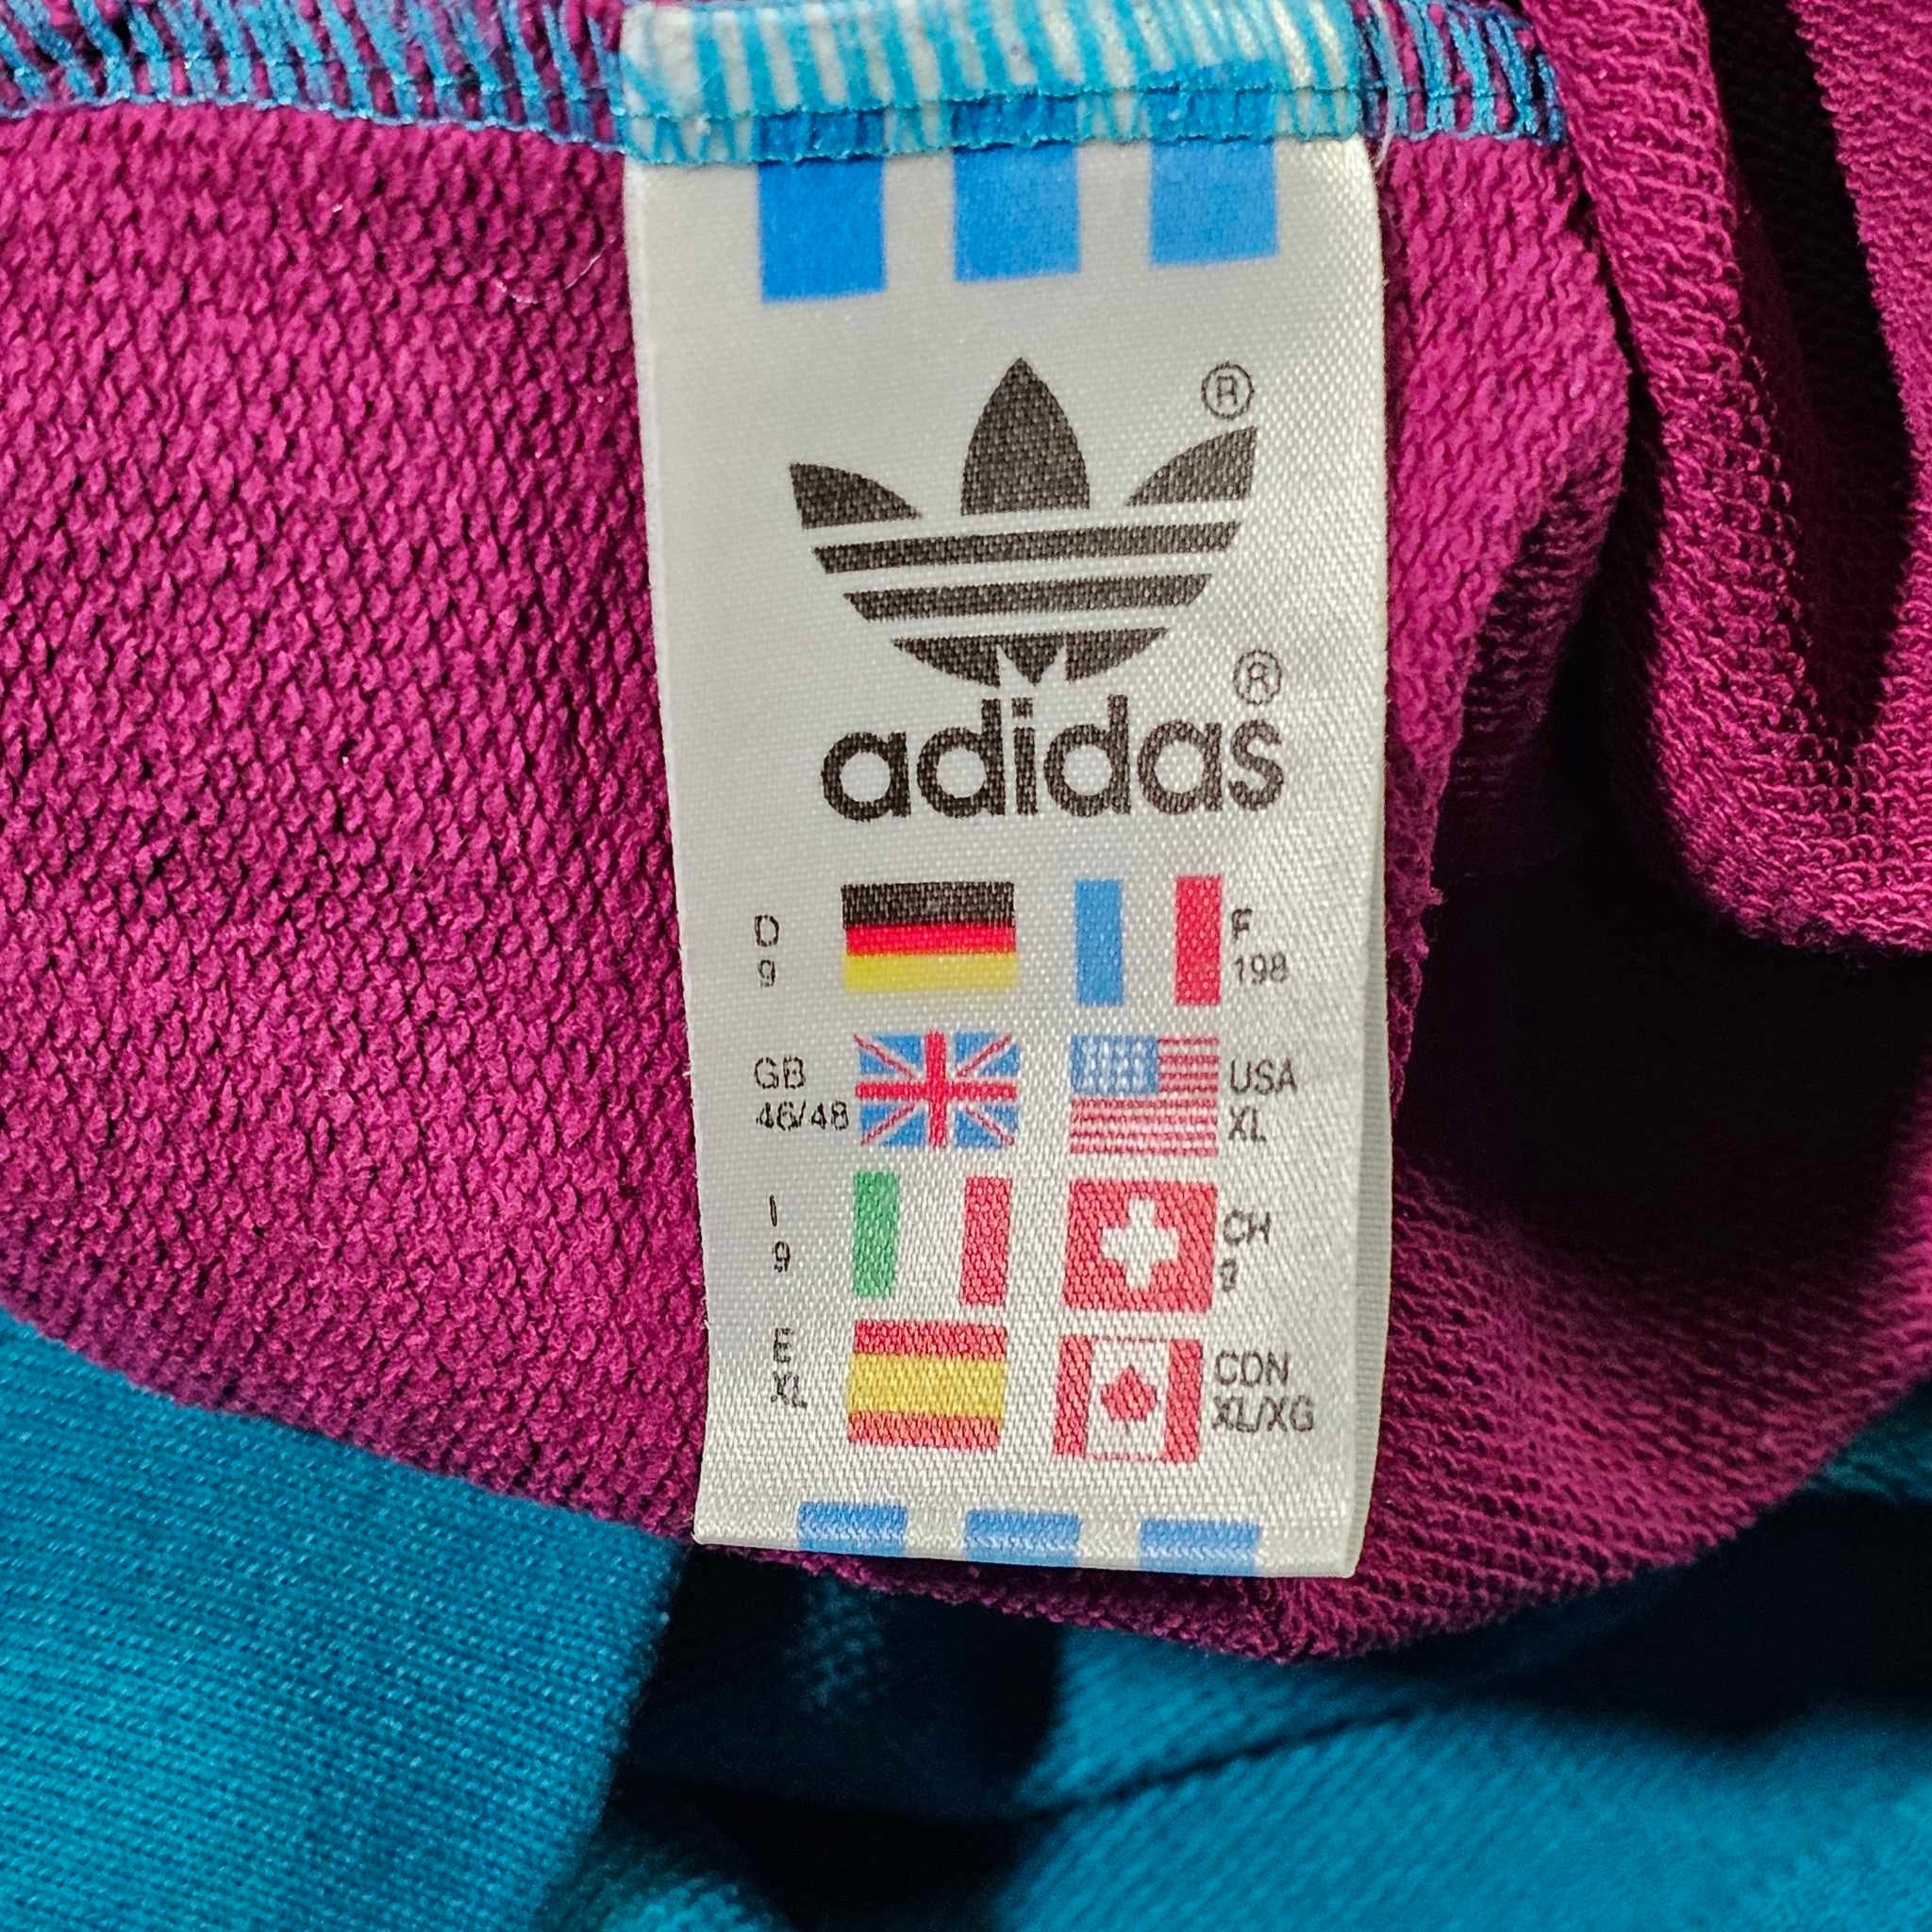 ®
®
adidas
D
9
F
198
GB
46/48
USA
XL
I
9
CH
9
E
XL
CDN
XL/XG